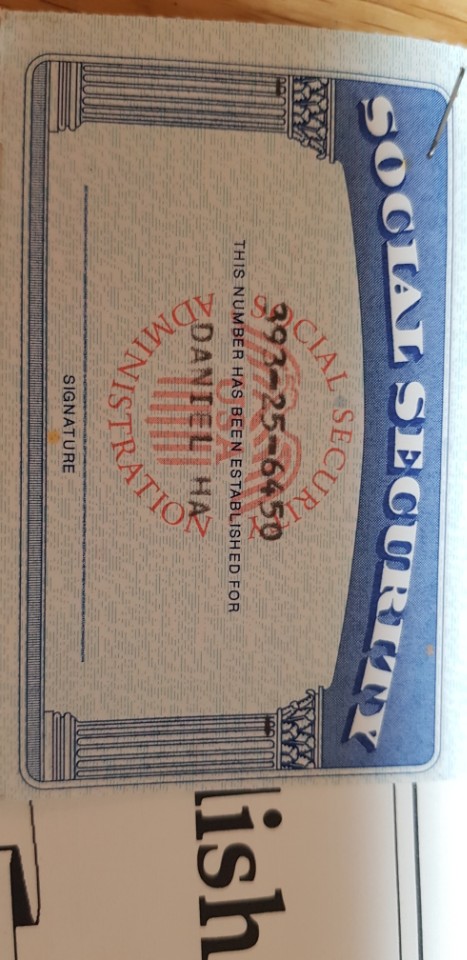 SOCIAL SECURITY
SOCIAL SECURITY ADMINISTRATION
USA
393-25-6450
THIS NUMBER HAS BEEN ESTABLISHED FOR
DANIEL HA
SIGNATURE
lish